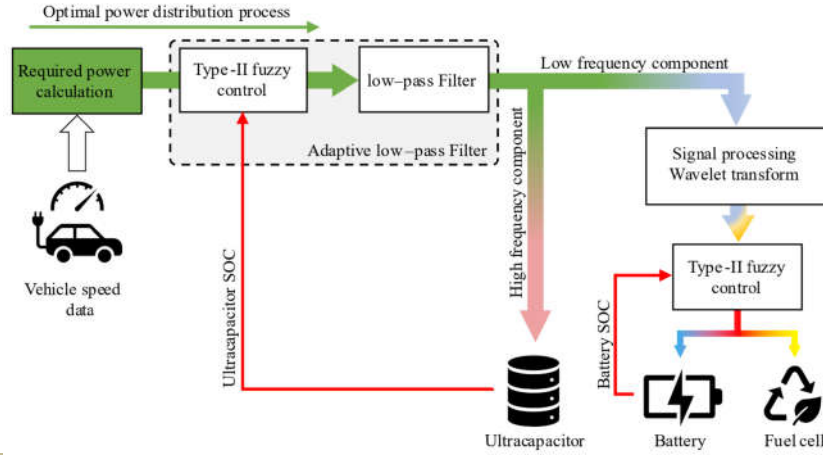 Optimal power distribution process
Required power
calculation
Type-II fuzzy
control
low–pass Filter
Adaptive low–pass Filter
Low frequency component
High frequency component
Signal processing
Wavelet transform
Type-II fuzzy
control
Vehicle speed
data
Ultracapacitor SOC
Battery SOC
Ultracapacitor
Battery
Fuel cell